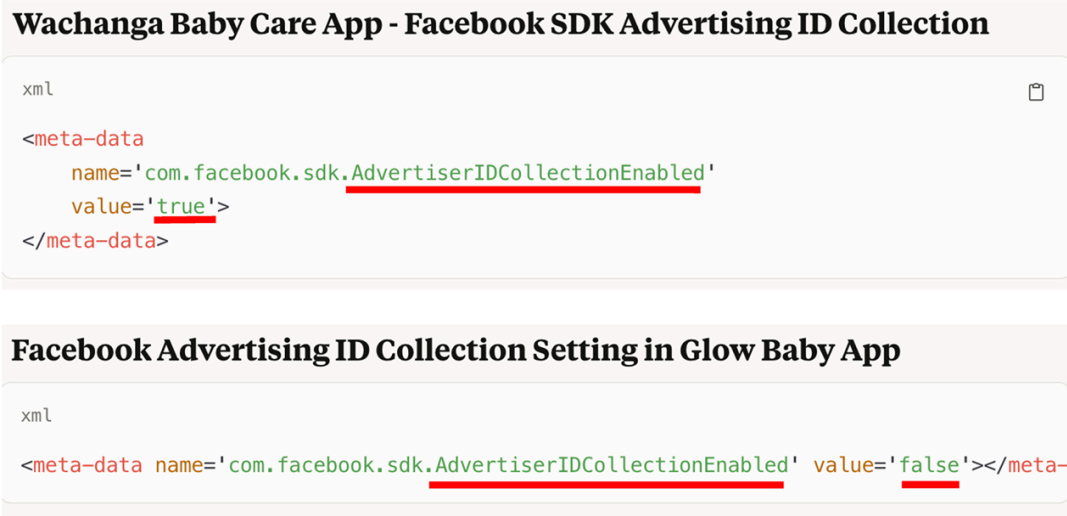 Wachanga Baby Care App - Facebook SDK Advertising ID Collection
xml
<meta-data
name='com.facebook.sdk.AdvertiserIDCollectionEnabled'
value='true'>
</meta-data>
Facebook Advertising ID Collection Setting in Glow Baby App
xml
<meta-data name='com.facebook.sdk.AdvertiserIDCollectionEnabled' value='false'></meta-